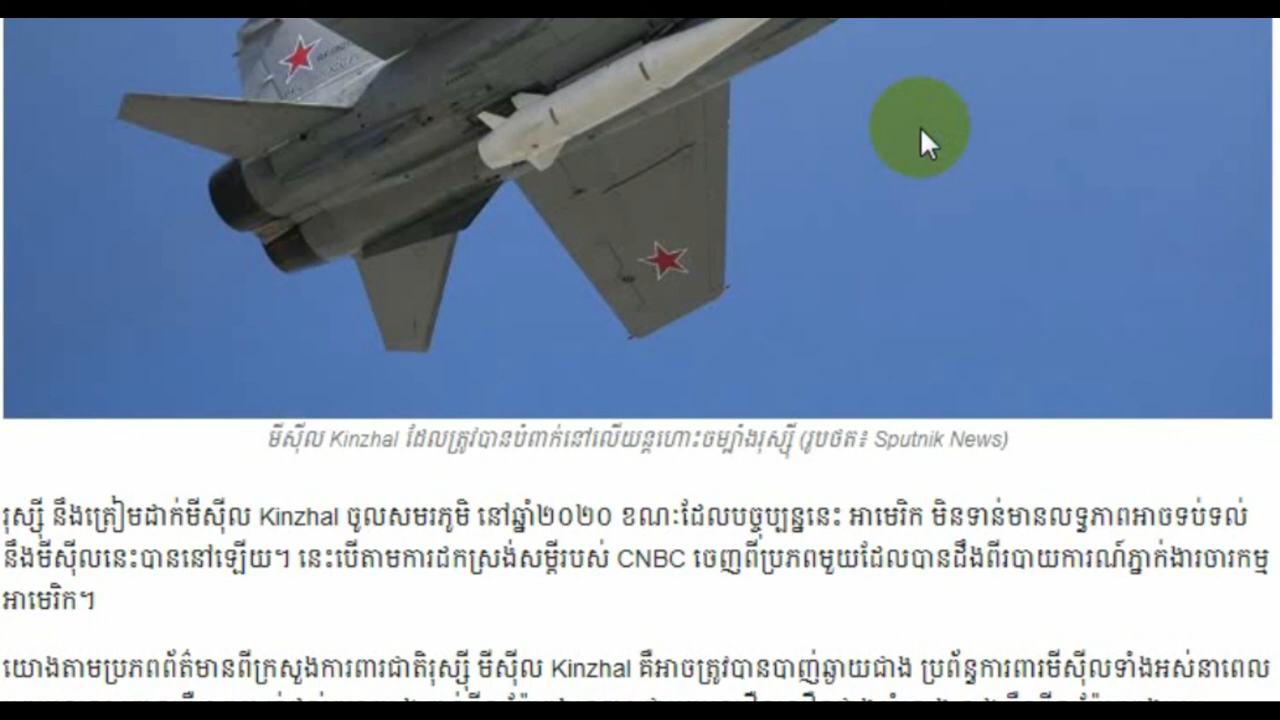 មីស៊ីល Kinzhal ដែលត្រូវបានបំពាក់នៅលើយន្តហោះចម្បាំងរុស្ស៊ី (រូបថត៖ Sputnik News)
រុស្ស៊ី នឹងត្រៀមដាក់មីស៊ីល Kinzhal ចូលសមរភូមិ នៅឆ្នាំ២០២០ ខណៈដែលបច្ចុប្បន្ននេះ អាមេរិក មិនទាន់មានលទ្ធភាពអាចទប់ទល់
នឹងមីស៊ីលនេះបាននៅឡើយ។ នេះបើតាមការដកស្រង់សម្ដីរបស់ CNBC ចេញពីប្រភពមួយដែលបានដឹងពីរបាយការណ៍ភ្នាក់ងារចារកម្ម
អាមេរិក។
យោងតាមប្រភពព័ត៌មានពីក្រសួងការពារជាតិរុស្ស៊ី មីស៊ីល Kinzhal គឺអាចត្រូវបានបាញ់ឆ្ងាយជាង ប្រព័ន្ធការពារមីស៊ីលទាំងអស់នាពេល